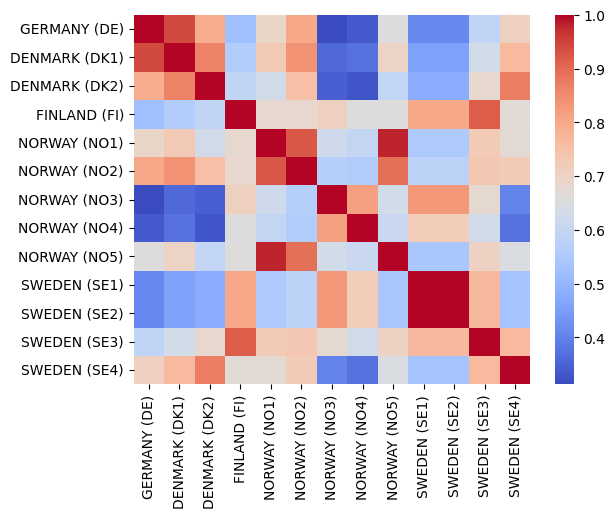 GERMANY (DE)
DENMARK (DK1)
DENMARK (DK2)
FINLAND (FI)
NORWAY (NO1)
NORWAY (NO2)
NORWAY (NO3)
NORWAY (NO4)
NORWAY (NO5)
SWEDEN (SE1)
SWEDEN (SE2)
SWEDEN (SE3)
SWEDEN (SE4)
GERMANY (DE)
DENMARK (DK1)
DENMARK (DK2)
FINLAND (FI)
NORWAY (NO1)
NORWAY (NO2)
NORWAY (NO3)
NORWAY (NO4)
NORWAY (NO5)
SWEDEN (SE1)
SWEDEN (SE2)
SWEDEN (SE3)
SWEDEN (SE4)
1.0
0.9
0.8
0.7
0.6
0.5
0.4